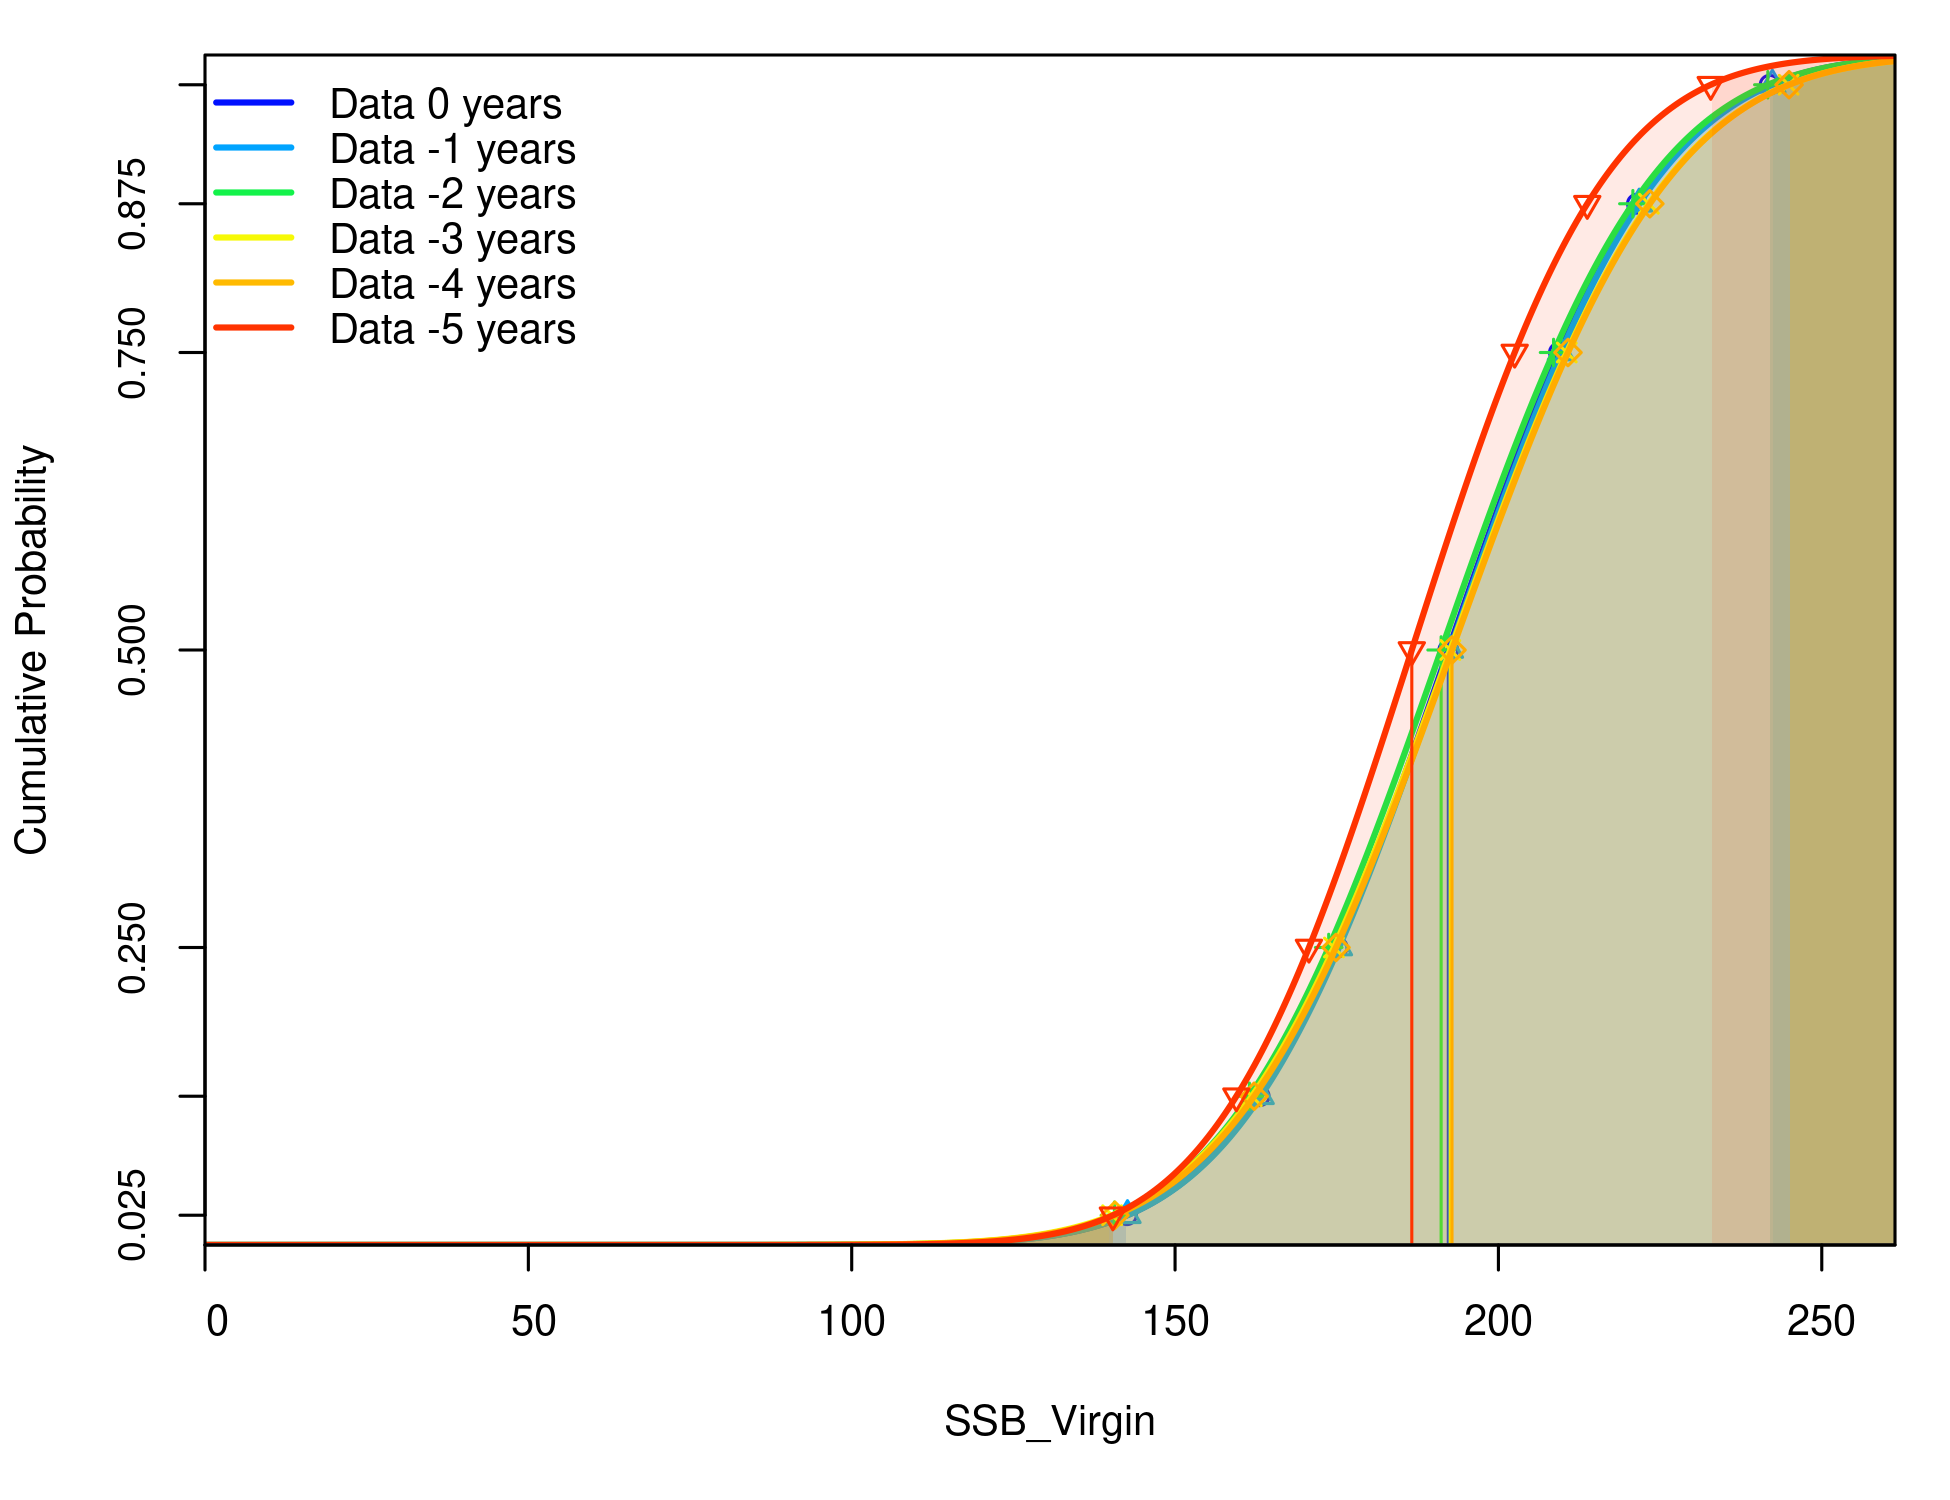 Data 0 years
Data -1 years
Data -2 years
Data -3 years
Data -4 years
Data -5 years
Cumulative Probability
0.875
0.750
0.500
0.250
0.025
0 50 100 150 200 250
SSB_Virgin